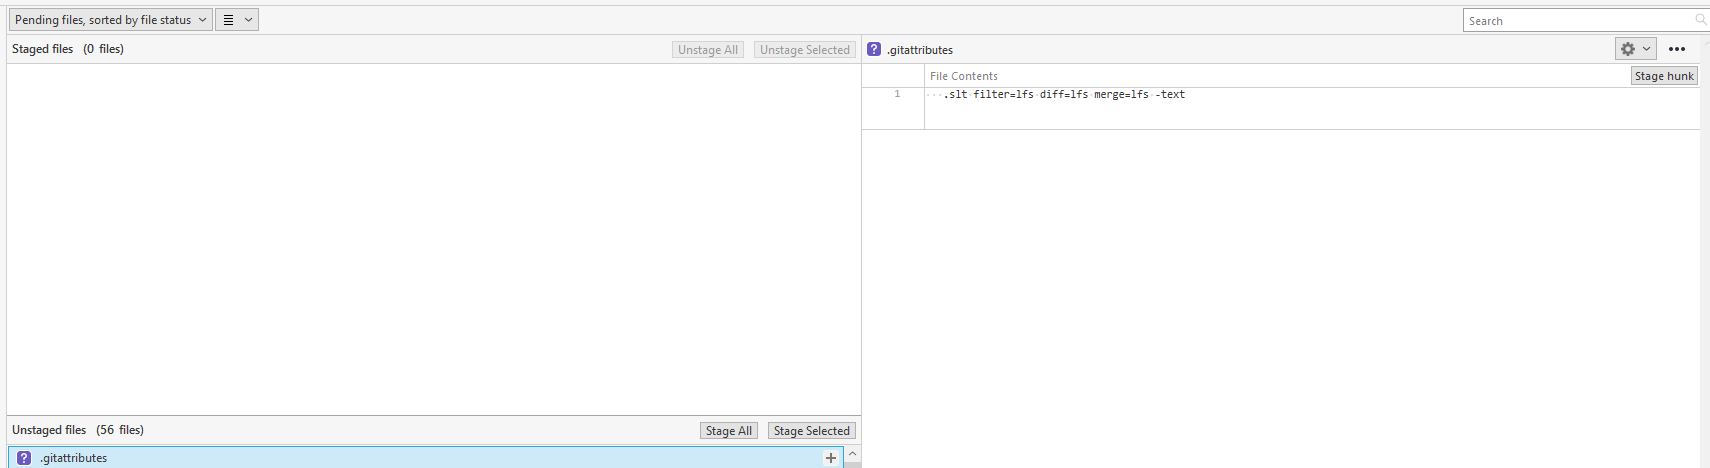 Pending files, sorted by file status
Search
Staged files (0 files)
Unstage All
Unstage Selected
.gitattributes
File Contents
Stage hunk
1 .slt filter=lfs diff=lfs merge=lfs -text
Unstaged files (56 files)
Stage All
Stage Selected
.gitattributes